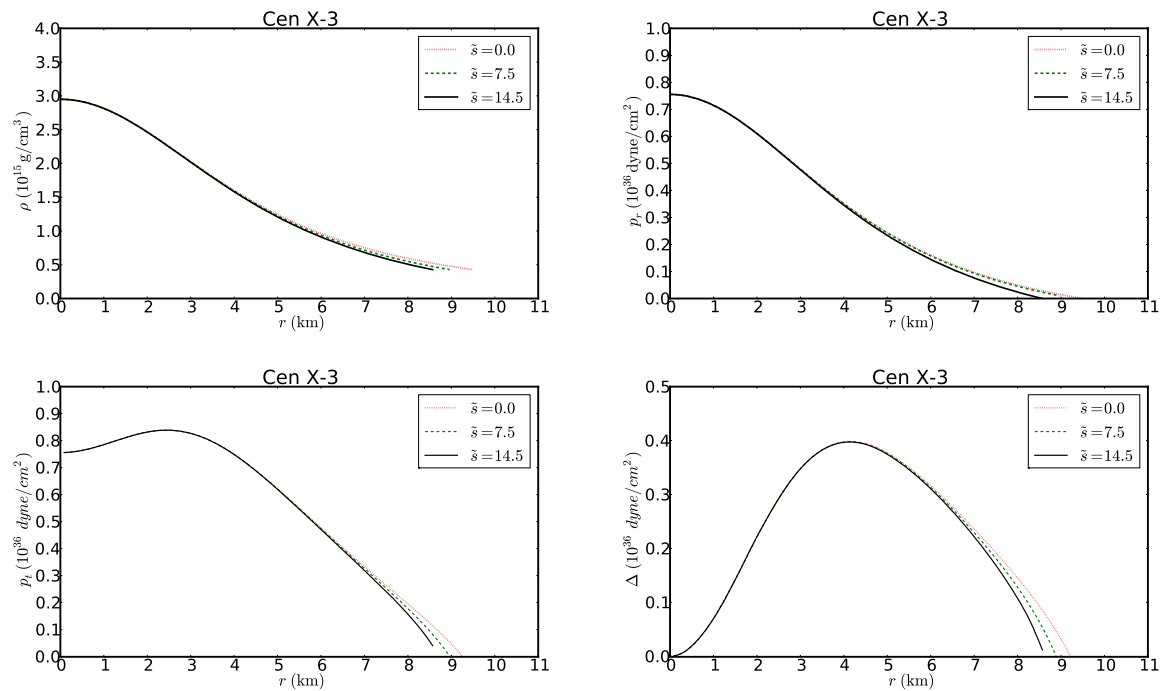 Cen X-3
4.0
3.5
3.0
2.5
2.0
1.5
1.0
0.5
0.0
ρ (10^15 g/cm^3)
s̃ =0.0
s̃ =7.5
s̃ =14.5
0 1 2 3 4 5 6 7 8 9 10 11
r (km)
Cen X-3
1.0
0.9
0.8
0.7
0.6
0.5
0.4
0.3
0.2
0.1
0.0
p_r (10^36 dyne/cm^2)
s̃ =0.0
s̃ =7.5
s̃ =14.5
0 1 2 3 4 5 6 7 8 9 10 11
r (km)
Cen X-3
1.0
0.9
0.8
0.7
0.6
0.5
0.4
0.3
0.2
0.1
0.0
p_t (10^36 dyne/cm^2)
s̃ =0.0
s̃ =7.5
s̃ =14.5
0 1 2 3 4 5 6 7 8 9 10 11
r (km)
Cen X-3
0.5
0.4
0.3
0.2
0.1
0.0
Δ (10^36 dyne/cm^2)
s̃ =0.0
s̃ =7.5
s̃ =14.5
0 1 2 3 4 5 6 7 8 9 10 11
r (km)